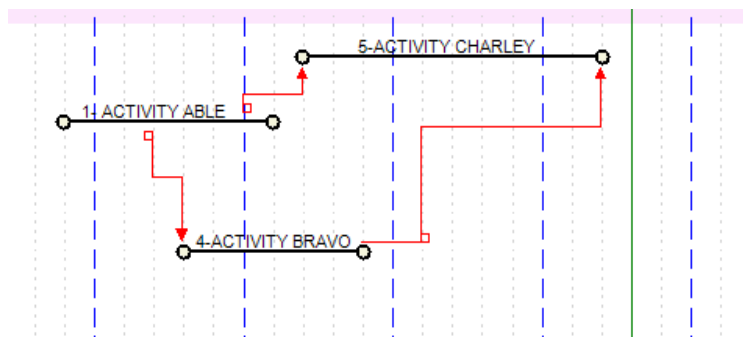 5-ACTIVITY CHARLEY
1- ACTIVITY ABLE
4-ACTIVITY BRAVO